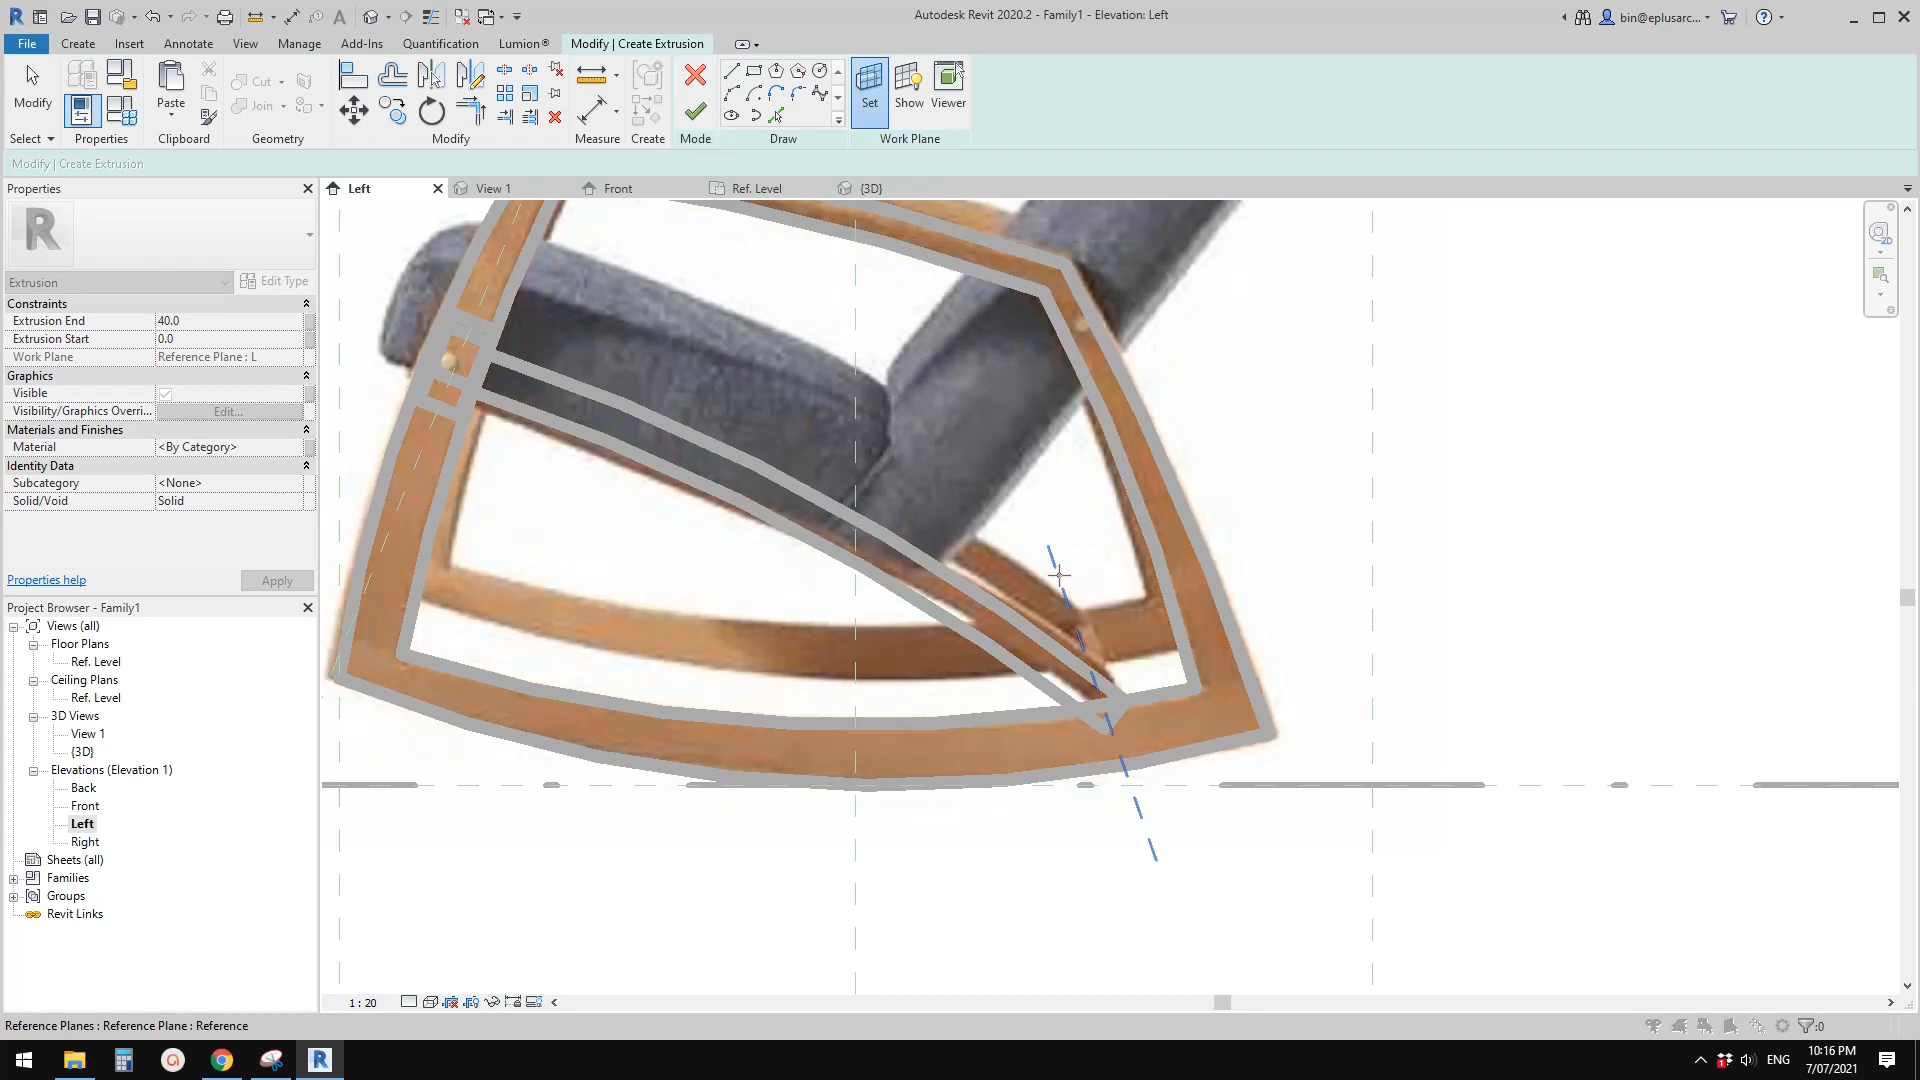 Autodesk Revit 2020.2 - Family1 - Elevation: Left
bin@eplusarc...
File Create Insert Annotate View Manage Add-Ins Quantification Lumion® Modify | Create Extrusion
Modify
Paste
Cut
Join
Set Show Viewer
Select Properties Clipboard Geometry Modify Measure Create Mode Draw Work Plane
Modify | Create Extrusion
Properties
Left View 1 Front Ref. Level {3D}
R
2D
Extrusion Edit Type
Constraints
Extrusion End 40.0
Extrusion Start 0.0
Work Plane Reference Plane : L
Graphics
Visible
Visibility/Graphics Overri... Edit...
Materials and Finishes
Material <By Category>
Identity Data
Subcategory <None>
Solid/Void Solid
Properties help Apply
Project Browser - Family1
Views (all)
Floor Plans
Ref. Level
Ceiling Plans
Ref. Level
3D Views
View 1
{3D}
Elevations (Elevation 1)
Back
Front
Left
Right
Sheets (all)
Families
Groups
Revit Links
1 : 20
Reference Planes : Reference Plane : Reference
:0
ENG
10:16 PM
7/07/2021